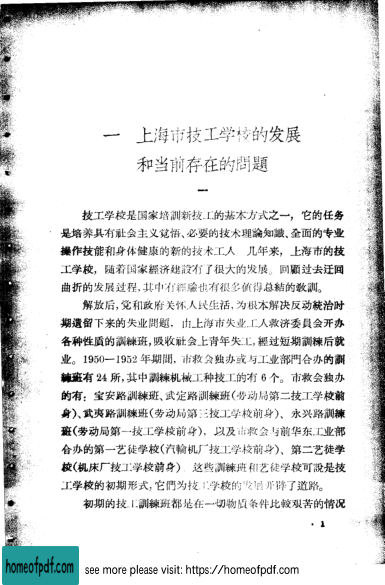 一 上海市技工学校的发展
和当前存在的問題
一
技工学校是国家培訓新技工的基本方式之一，它的任务
是培养具有社会主义觉悟、必要的技术理論知識、全面的专业
操作技能和身体健康的新的技术工人 几年来，上海市的技
工学校，随着国家經济建設有了很大的发展。回顾过去迂回
曲折的发展过程，其中有經驗也有很多值得总結的敎訓。
解放后，党和政府关怀人民生活，为根本解决反动統治时
期遺留下来的失业問題，由上海市失业工人救济委員会开办
各种性质的訓練班，吸收社会上青年失工，經过短期訓練后就
业。1950—1952年期間，市救会独办或与工业部門合办的訓
練班有24所，其中訓練机械工种技工的有6个。市救会独办
的有：宝安路訓練班、武定路訓練班（劳动局第二技工学校前
身）、武夷路訓練班（劳动局第三技工学校前身）、永兴路訓練
班（劳动局第一技工学校前身），以及市救会与前华东工业部
合办的第一艺徒学校（汽輪机厂技工学校前身）、第二艺徒学
校（机床厂技工学校前身） 这些訓練班和艺徒学校可說是技
工学校的初期形式，它們为技工学校的发展开辟了道路。
初期的技工訓練班都是在一切物质条件比較艰苦的情况
· 1
homeofpdf.com
see more please visit: https://homeofpdf.com